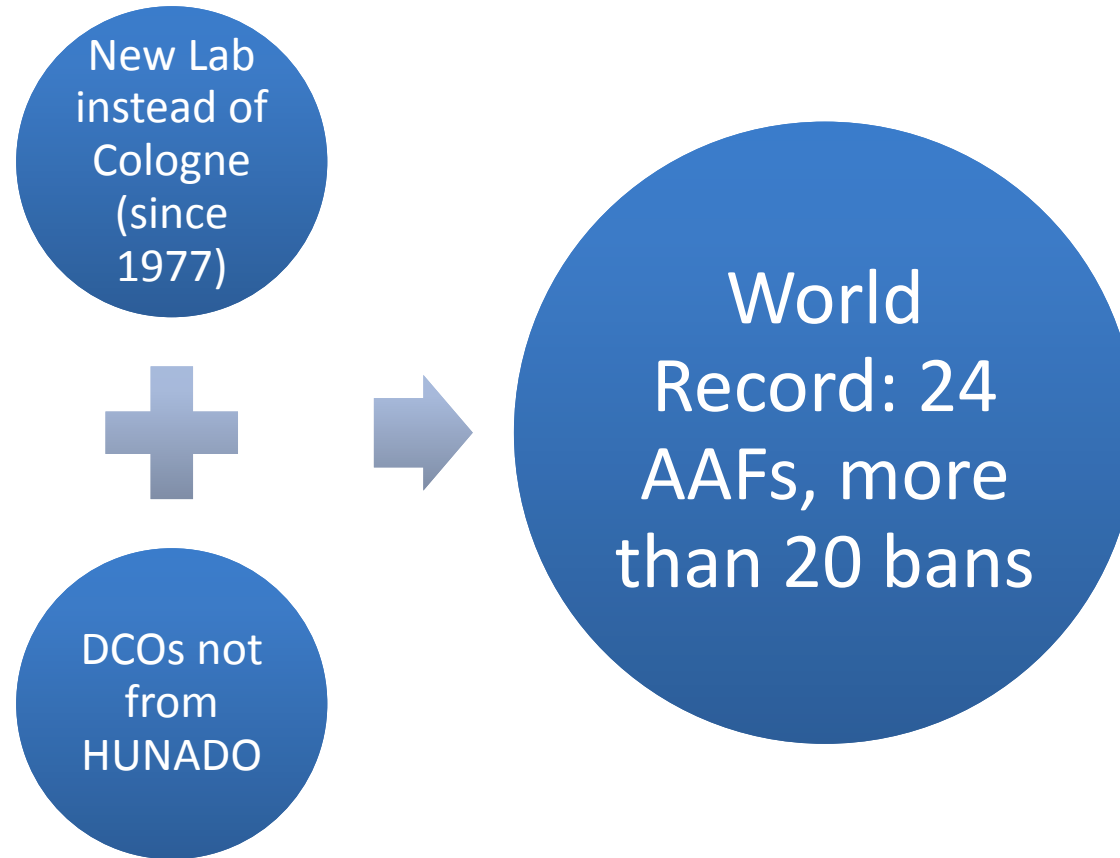 New Lab
instead of
Cologne
(since
1977)
DCOs not
from
HUNADO
World
Record: 24
AAFs, more
than 20 bans